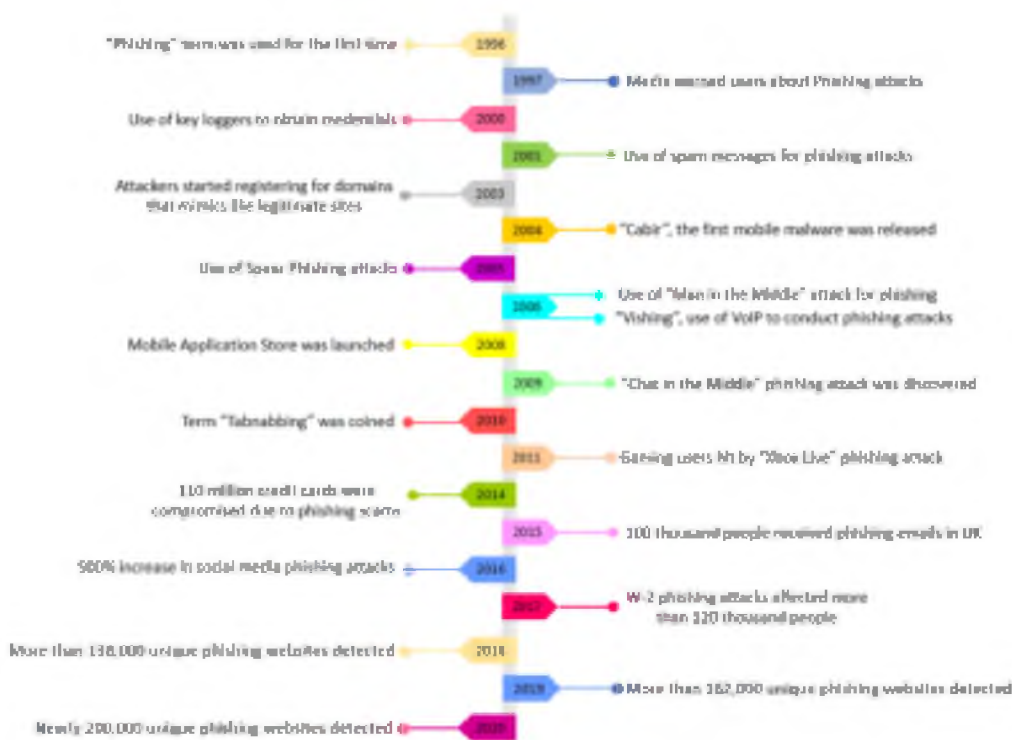 "Phishing" term was used for the first time
1996
1997
Media warned users about Phishing attacks
Use of key loggers to obtain credentials
2000
2001
Use of spam messages for phishing attacks
Attackers started registering for domains
that mimics like legitimate sites
2003
2004
"Cabir", the first mobile malware was released
Use of Spear Phishing attacks
2005
2006
Use of "Man in the Middle" attack for phishing
"Vishing", use of VoIP to conduct phishing attacks
Mobile Application Store was launched
2008
2009
"Chat in the Middle" phishing attack was discovered
Term "Tabnabbing" was coined
2010
2011
Gaming users hit by "Xbox Live" phishing attack
110 million credit cards were
compromised due to phishing scams
2014
2015
100 thousand people received phishing emails in UK
500% increase in social media phishing attacks
2016
2017
W-2 phishing attacks affected more
than 120 thousand people
More than 138,000 unique phishing websites detected
2018
2019
More than 162,000 unique phishing websites detected
Nearly 200,000 unique phishing websites detected
2020